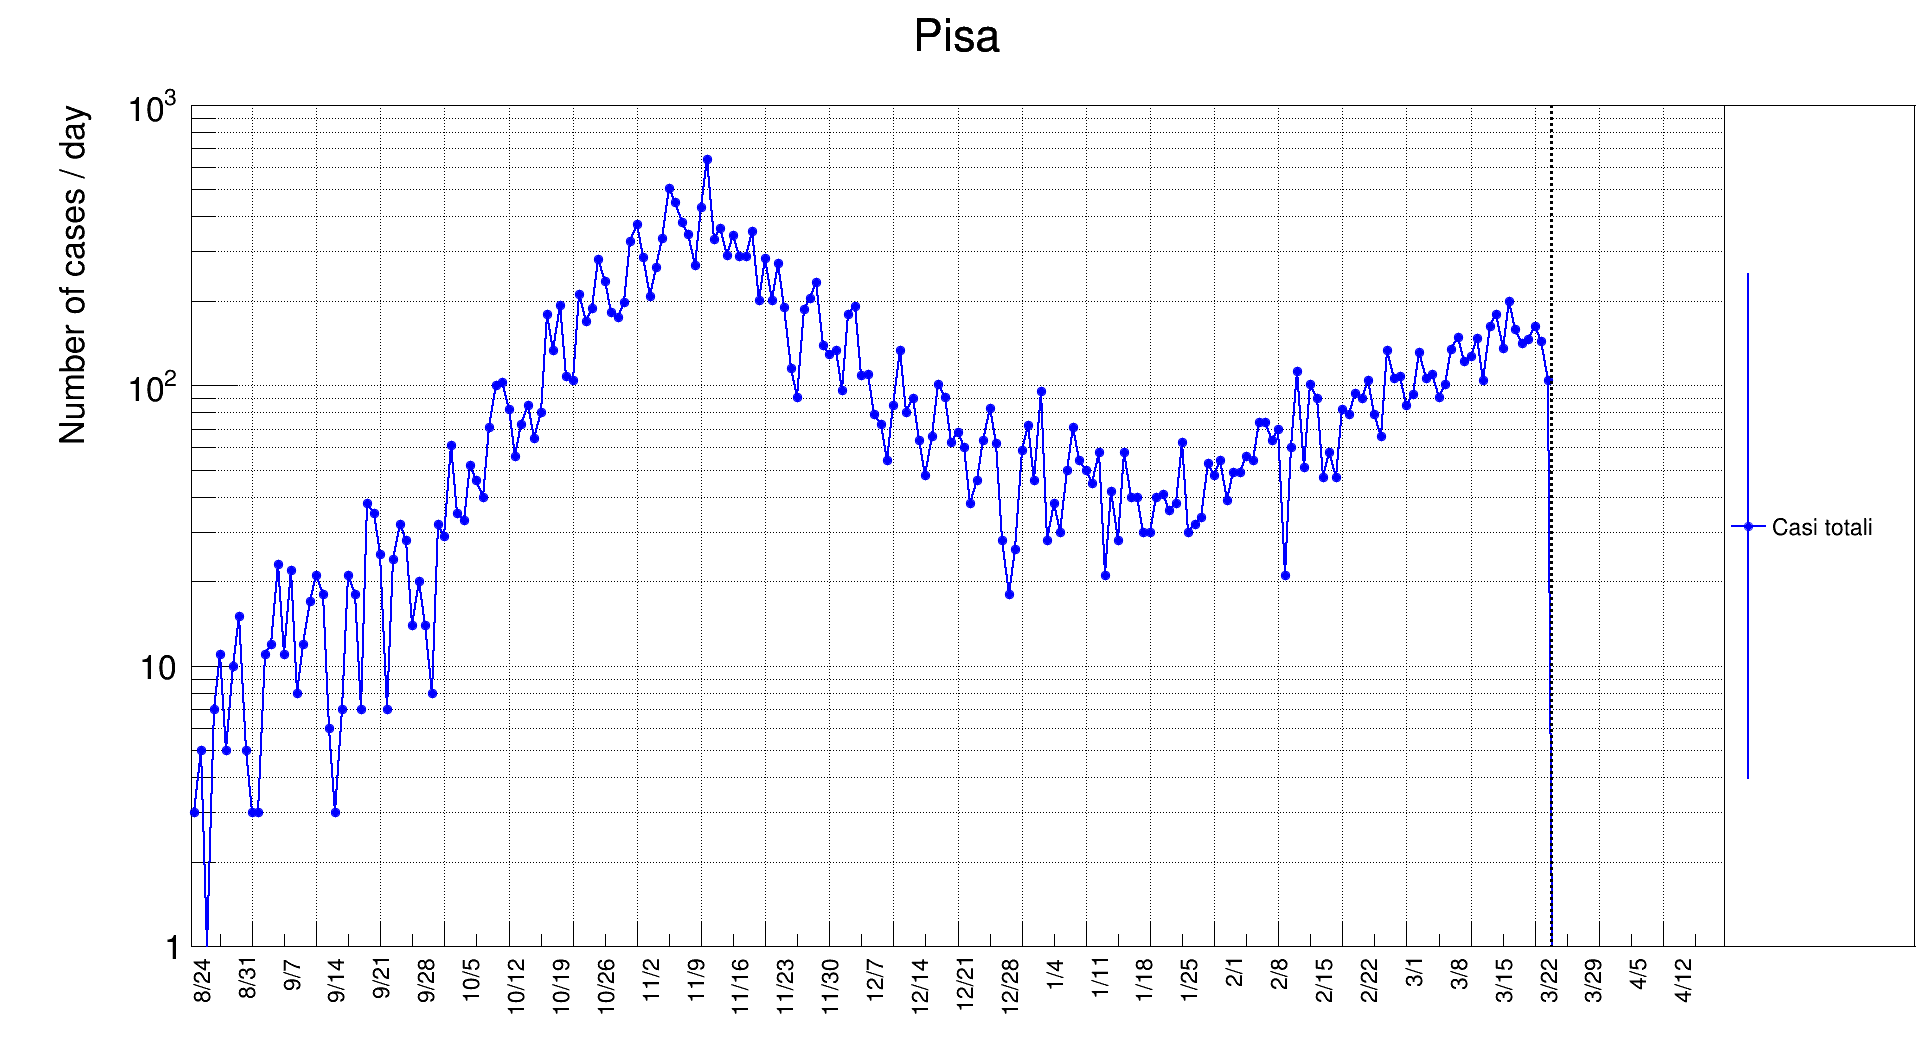 Pisa
Number of cases / day
10³
10²
10
1
8/24 8/31 9/7 9/14 9/21 9/28 10/5 10/12 10/19 10/26 11/2 11/9 11/16 11/23 11/30 12/7 12/14 12/21 12/28 1/4 1/11 1/18 1/25 2/1 2/8 2/15 2/22 3/1 3/8 3/15 3/22 3/29 4/5 4/12
Casi totali